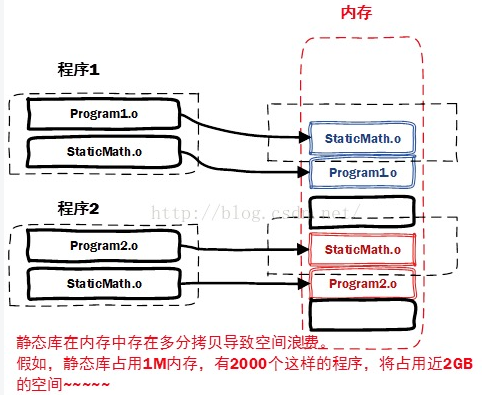 内存
程序1
Program1.o
StaticMath.o
StaticMath.o
Program1.o
程序2
http://blog.csdn.net/
Program2.o
StaticMath.o
StaticMath.o
Program2.o
静态库在内存中存在多分拷贝导致空间浪费。
假如，静态库占用1M内存，有2000个这样的程序，将占用近2GB
的空间~~~~~